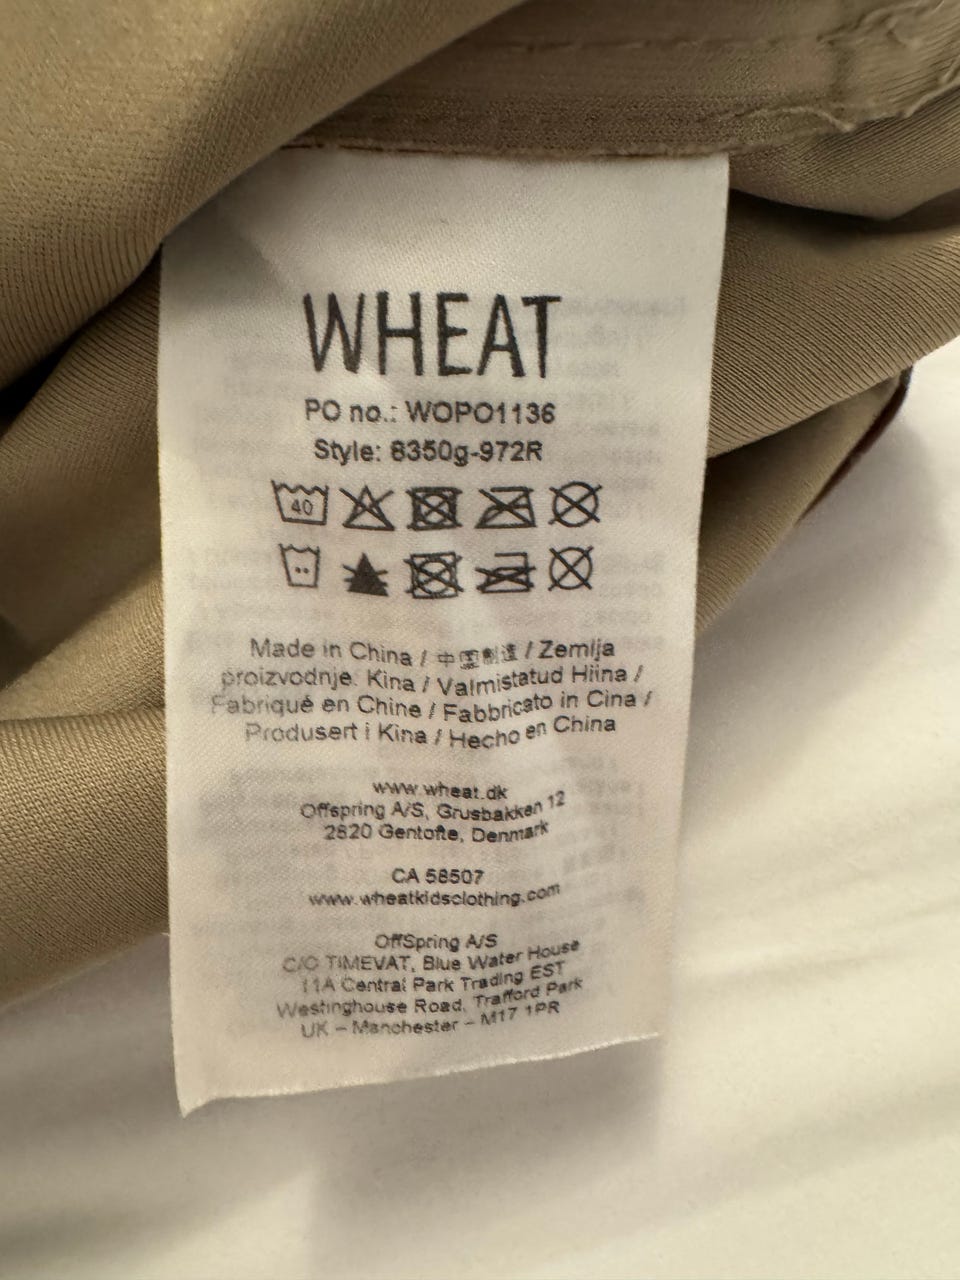 WHEAT
PO no.: WOPO1136
Style: 8350g-972R
40
Made in China / 中国制造 / Zemlja
proizvodnje: Kina / Valmistatud Hiina /
Fabriqué en Chine / Fabbricato in Cina /
Produsert i Kina / Hecho en China
www.wheat.dk
Offspring A/S, Grusbakken 12
2820 Gentofte, Denmark
CA 58507
www.wheatkidsclothing.com
OffSpring A/S
C/O TIMEVAT, Blue Water House
11A Central Park Trading EST
Westinghouse Road, Trafford Park
UK – Manchester – M17 1PR